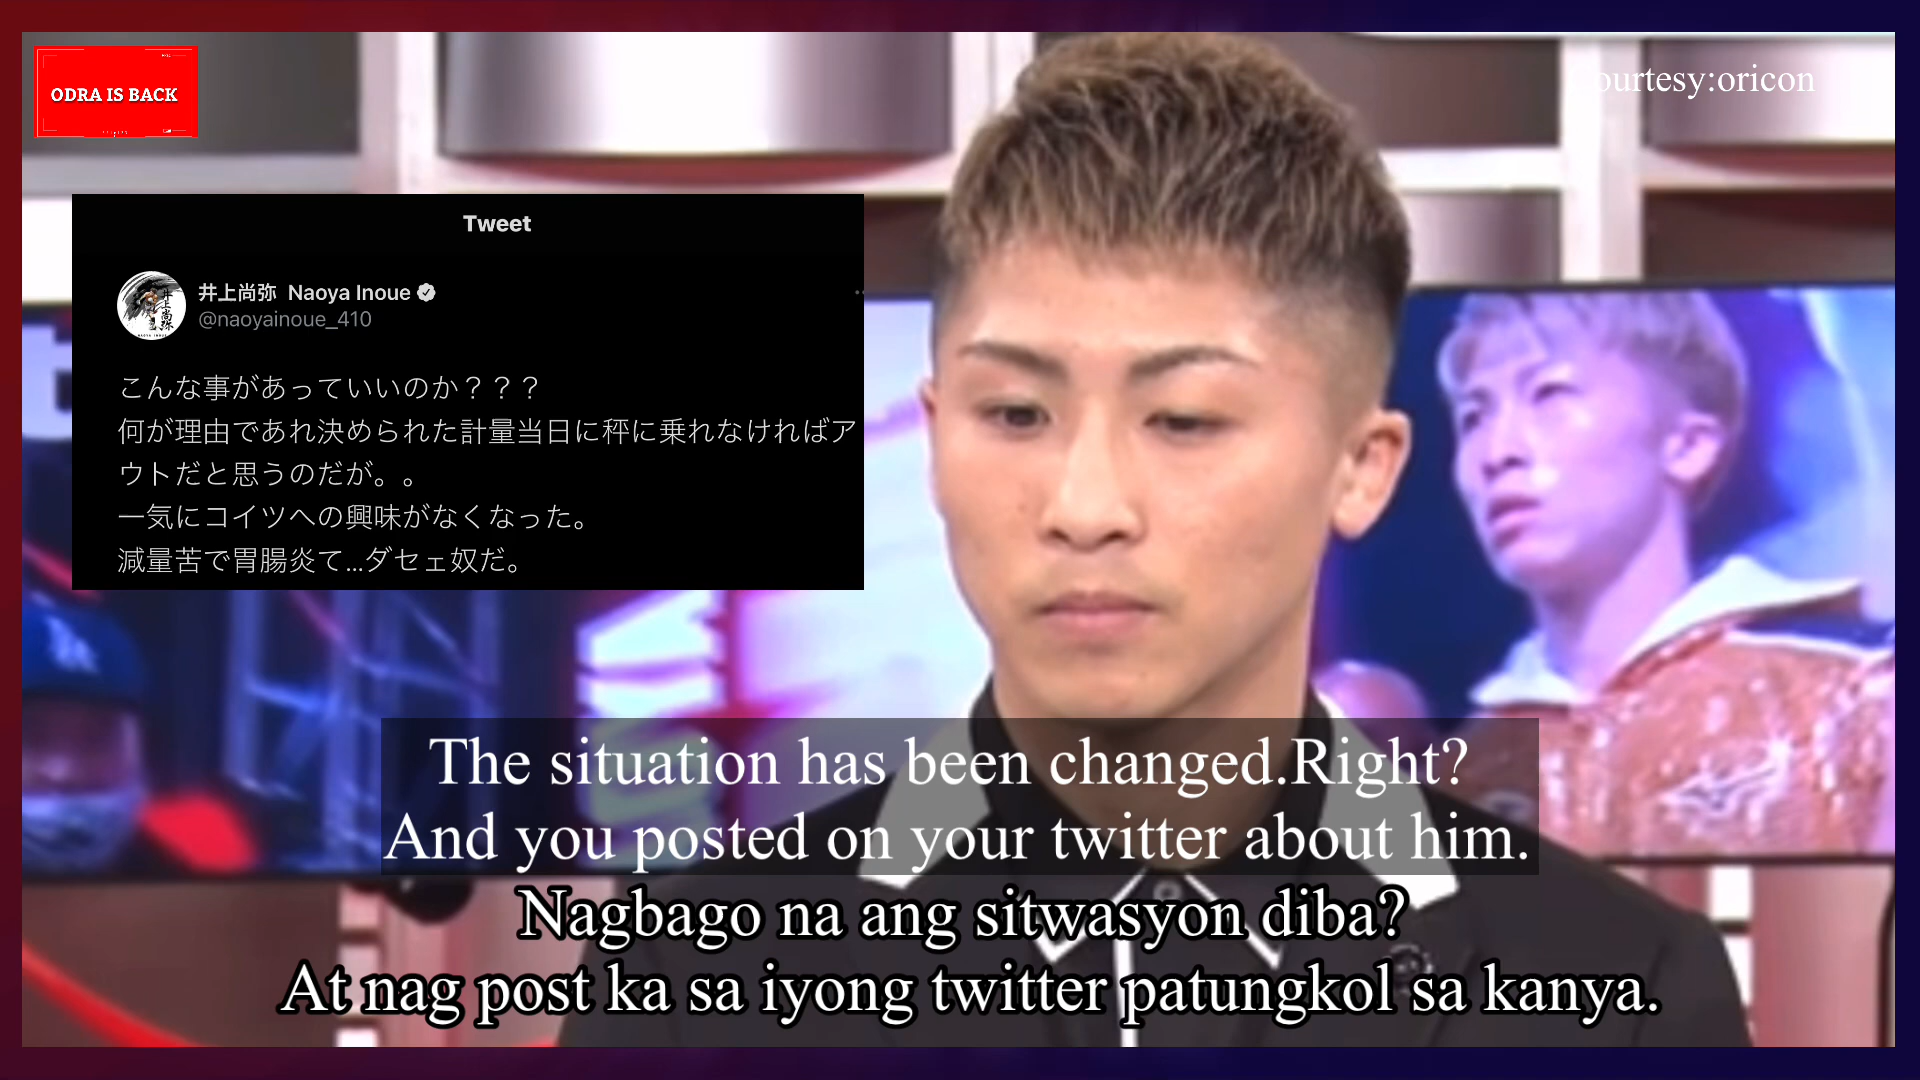 ODRA IS BACK
ourtesy:oricon
Tweet
井上尚弥 Naoya Inoue
@naoyainoue_410
こんな事があっていいのか？？？
何が理由であれ決められた計量当日に秤に乗れなければア
ウトだと思うのだが。。
一気にコイツへの興味がなくなった。
減量苦で胃腸炎て...ダセェ奴だ。
The situation has been changed.Right?
And you posted on your twitter about him.
Nagbago na ang sitwasyon diba?
At nag post ka sa iyong twitter patungkol sa kanya.